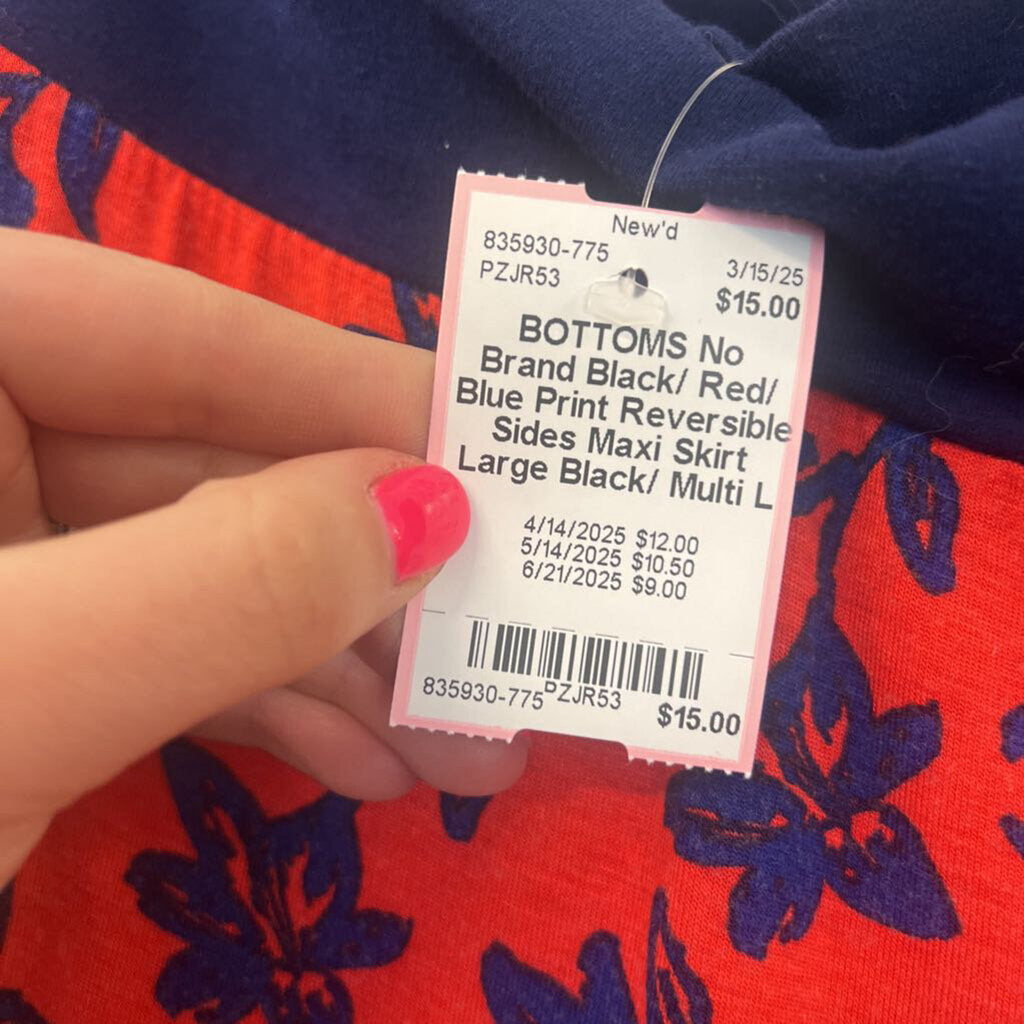 New'd
835930-775
PZJR53
3/15/25
$15.00
BOTTOMS No
Brand Black/ Red/
Blue Print Reversible
Sides Maxi Skirt
Large Black/ Multi L
4/14/2025 $12.00
5/14/2025 $10.50
6/21/2025 $9.00
835930-775 PZJR53
$15.00